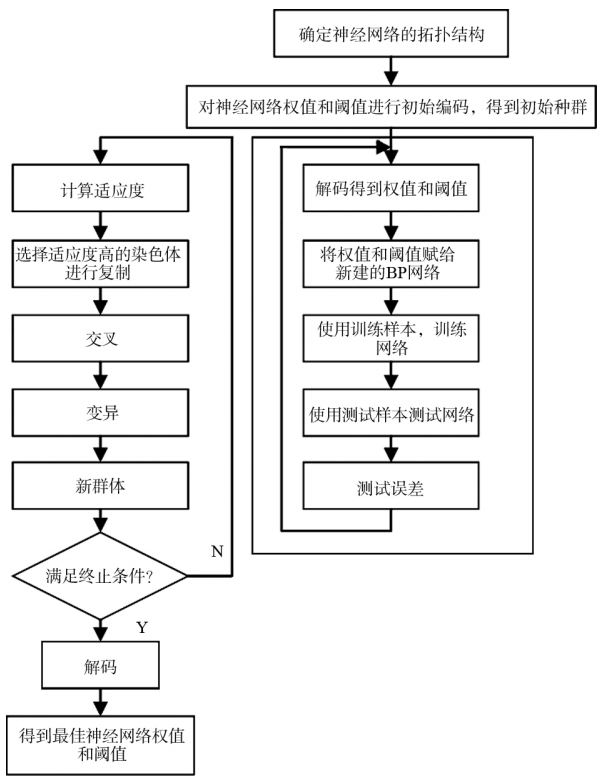 确定神经网络的拓扑结构
对神经网络权值和阈值进行初始编码，得到初始种群
计算适应度
选择适应度高的染色体
进行复制
交叉
变异
新群体
满足终止条件?
N
Y
解码
得到最佳神经网络权值
和阈值
解码得到权值和阈值
将权值和阈值赋给
新建的BP网络
使用训练样本，训练
网络
使用测试样本测试网络
测试误差